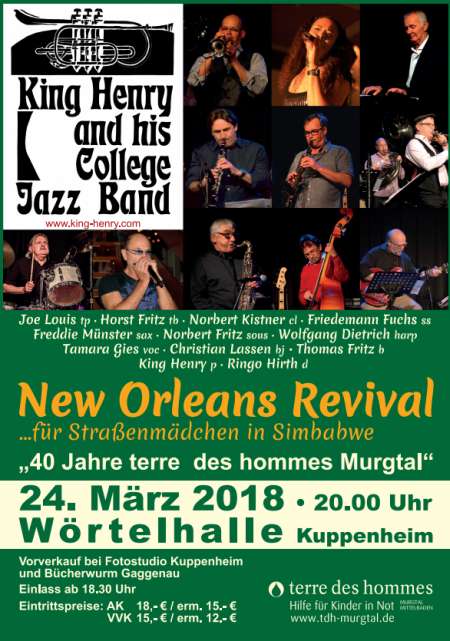 King Henry
and his
College
Jazz Band
www.king-henry.com
Joe Louis tp · Horst Fritz tb · Norbert Kistner cl · Friedemann Fuchs ss
Freddie Münster sax · Norbert Fritz sous · Wolfgang Dietrich harp
Tamara Gies voc · Christian Lassen bj · Thomas Fritz b
King Henry p · Ringo Hirth d
New Orleans Revival
...für Straßenmädchen in Simbabwe
„40 Jahre terre des hommes Murgtal“
24. März 2018 • 20.00 Uhr
Wörtelhalle Kuppenheim
Vorverkauf bei Fotostudio Kuppenheim
und Bücherwurm Gaggenau
Einlass ab 18.30 Uhr
Eintrittspreise: AK 18,- € / erm. 15.- €
VVK 15,- € / erm. 12,- €
terre des hommes
Hilfe für Kinder in Not MURGTAL MITTELBADEN
www.tdh-murgtal.de